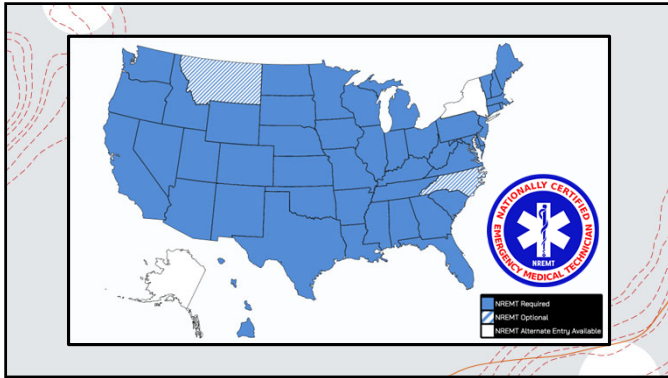 NATIONALLY CERTIFIED
EMERGENCY MEDICAL TECHNICIAN
NREMT
NREMT Required
NREMT Optional
NREMT Alternate Entry Available